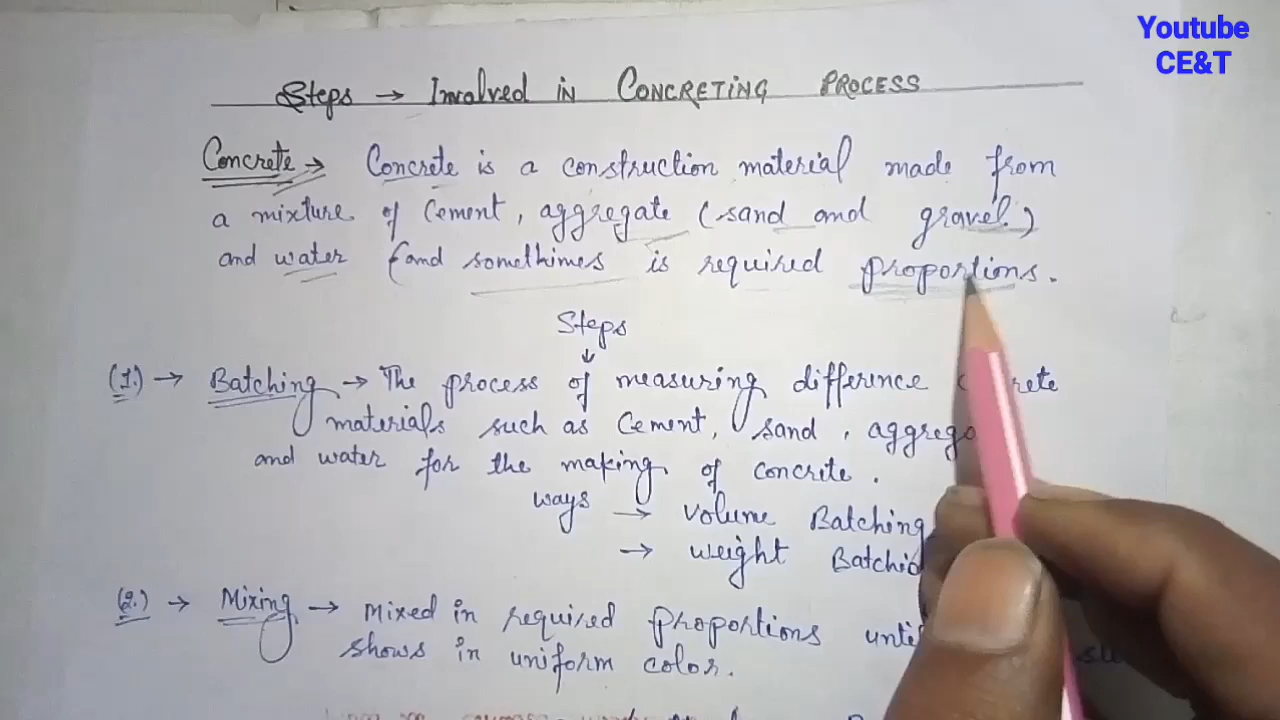 Youtube
CE&T
Steps → Involved in CONCRETING PROCESS
Concrete → Concrete is a construction material made from
a mixture of cement, aggregate (sand and gravel)
and water (and somethimes is required proportions.
Steps
↓
(1.) → Batching → The process of measuring difference
materials such as cement, sand, aggrega
and water for the making of concrete.
ways → volume Batching
→ weight
(2.) → Mixing → Mixed in required proportions
shows in uniform color.